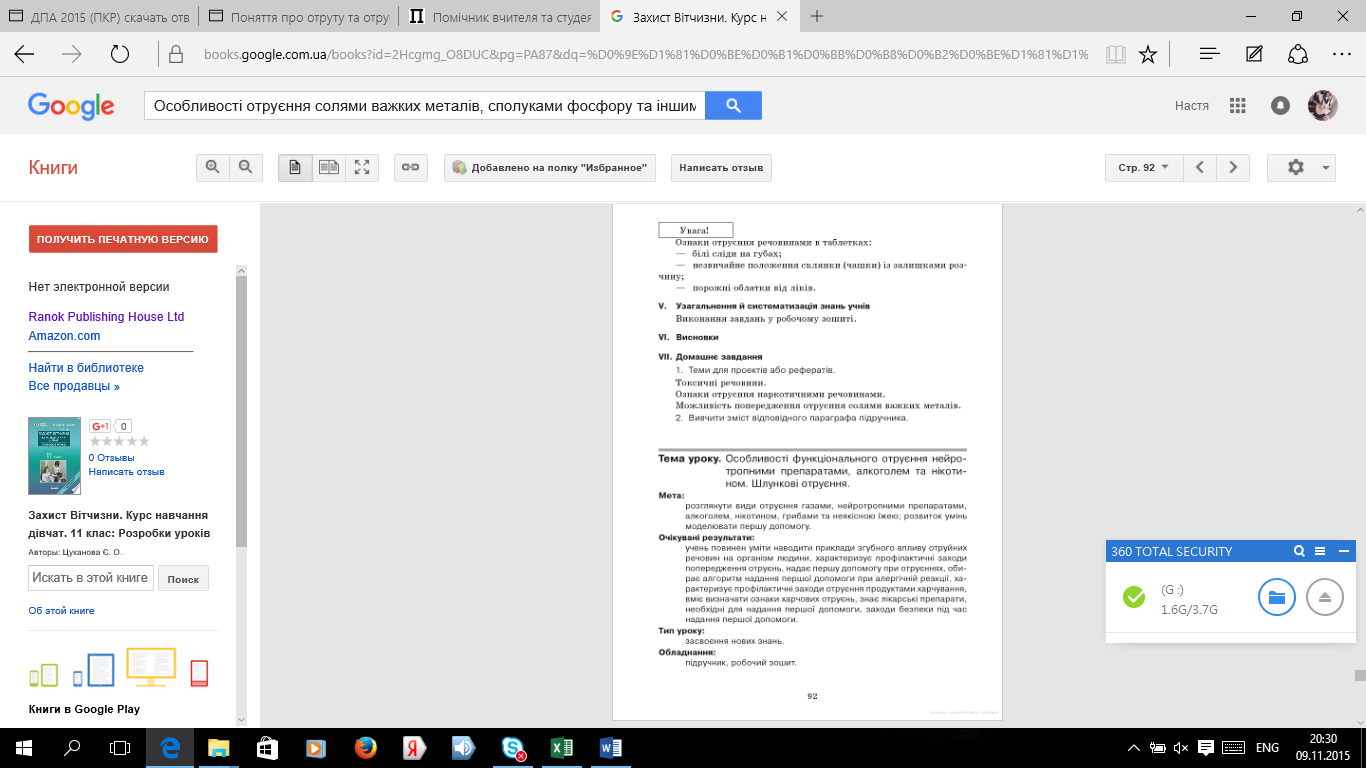 ДПА 2015 (ПКР) скачать отв
Поняття про отруту та отру
Помічник вчителя та студея
Захист Вітчизни. Курс н
books.google.com.ua/books?id=2Hcgmg_O8DUC&pg=PA87&dq=%D0%9E%D1%81%D0%BE%D0%B1%D0%BB%D0%B8%D0%B2%D0%BE%D1%81%D1%
Google
Особливості отруєння солями важких металів, сполуками фосфору та іншим
Настя
Книги
Добавлено на полку "Избранное"
Написать отзыв
Стр. 92
ПОЛУЧИТЬ ПЕЧАТНУЮ ВЕРСИЮ
Нет электронной версии
Ranok Publishing House Ltd
Amazon.com
Найти в библиотеке
Все продавцы »
G+1 0
0 Отзывы
Написать отзыв
Захист Вітчизни. Курс навчання
дівчат. 11 клас: Розробки уроків
Авторы: Цуканова Є. О.
Искать в этой книге
Поиск
Об этой книге
Книги в Google Play
Увага!
Ознаки отруєння речовинами в таблетках:
— білі сліди на губах;
— незвичайне положення склянки (чашки) із залишками роз-
чину;
— порожні облатки від ліків.
V. Узагальнення й систематизація знань учнів
Виконання завдань у робочому зошиті.
VI. Висновки
VII. Домашнє завдання
1. Теми для проектів або рефератів.
Токсичні речовини.
Ознаки отруєння наркотичними речовинами.
Можливість попередження отруєння солями важких металів.
2. Вивчити зміст відповідного параграфа підручника.
Тема уроку. Особливості функціонального отруєння нейро-
тропними препаратами, алкоголем та нікоти-
ном. Шлункові отруєння.
Мета:
розглянути види отруєння газами, нейротропними препаратами,
алкоголем, нікотином, грибами та неякісною їжею; розвиток умінь
моделювати першу допомогу.
Очікувані результати:
учень повинен уміти наводити приклади згубного впливу отруйних
речовин на організм людини, характеризує профілактичні заходи
попередження отруєнь, надає першу допомогу при отруєннях, оби-
рає алгоритм надання першої допомоги при алергічній реакції, ха-
рактеризує профілактичні заходи отруєння продуктами харчування,
вміє визначати ознаки харчових отруєнь, знає лікарські препарати,
необхідні для надання першої допомоги, заходи безпеки під час
надання першої допомоги.
Тип уроку:
засвоєння нових знань.
Обладнання:
підручник, робочий зошит.
92
360 TOTAL SECURITY
(G :)
1.6G/3.7G
ENG
20:30
09.11.2015